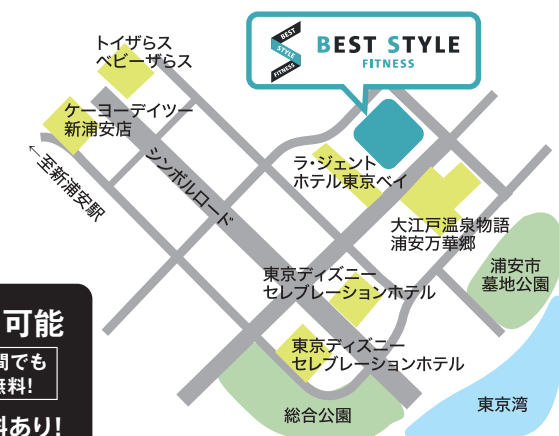 BEST
STYLE
FITNESS
BEST STYLE
FITNESS
トイザらス
ベビーザらス
ケーヨーデイツー
新浦安店
←至新浦安駅
シンボルロード
ラ・ジェント
ホテル東京ベイ
大江戸温泉物語
浦安万華郷
浦安市
墓地公園
東京ディズニー
セレブレーションホテル
東京ディズニー
セレブレーションホテル
総合公園
東京湾
可能
間でも
無料!
料あり!